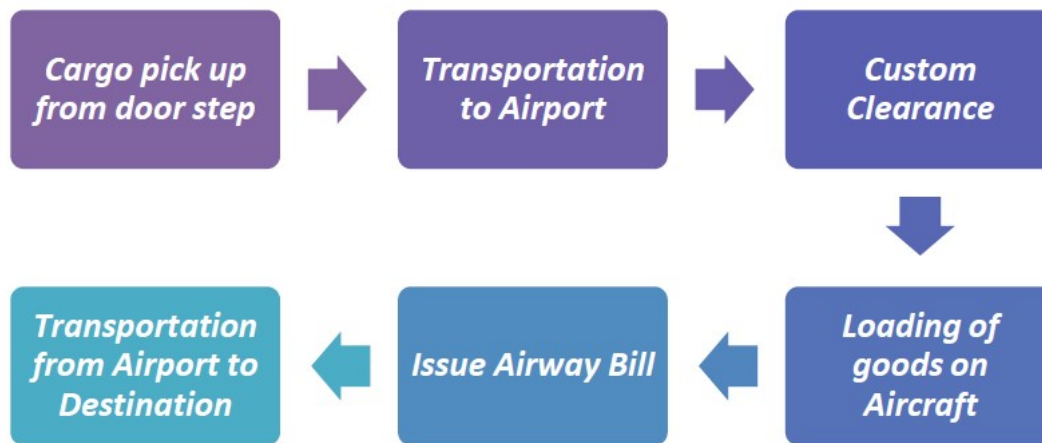 Cargo pick up
from door step
Transportation
to Airport
Custom
Clearance
Loading of
goods on
Aircraft
Issue Airway Bill
Transportation
from Airport to
Destination